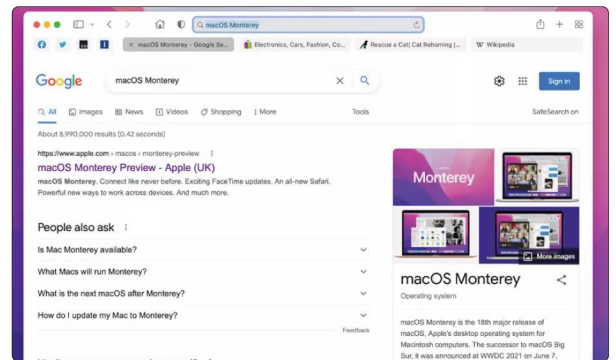 macOS Monterey
macOS Monterey - Google Se...
Electronics, Cars, Fashion, Co...
Rescue a Cat| Cat Rehoming |...
W Wikipedia
Google
macOS Monterey
Sign in
All
Images
News
Videos
Shopping
More
Tools
SafeSearch on
About 8,990,000 results (0.42 seconds)
https://www.apple.com › macos › monterey-preview
macOS Monterey Preview - Apple (UK)
macOS Monterey. Connect like never before. Exciting FaceTime updates. An all-new Safari.
Powerful new ways to work across devices. And much more.
People also ask
Is Mac Monterey available?
What Macs will run Monterey?
What is the next macOS after Monterey?
How do I update my Mac to Monterey?
Feedback
Monterey
More images
macOS Monterey
Operating system
macOS Monterey is the 18th major release of
macOS, Apple's desktop operating system for
Macintosh computers. The successor to macOS Big
Sur, it was announced at WWDC 2021 on June 7,